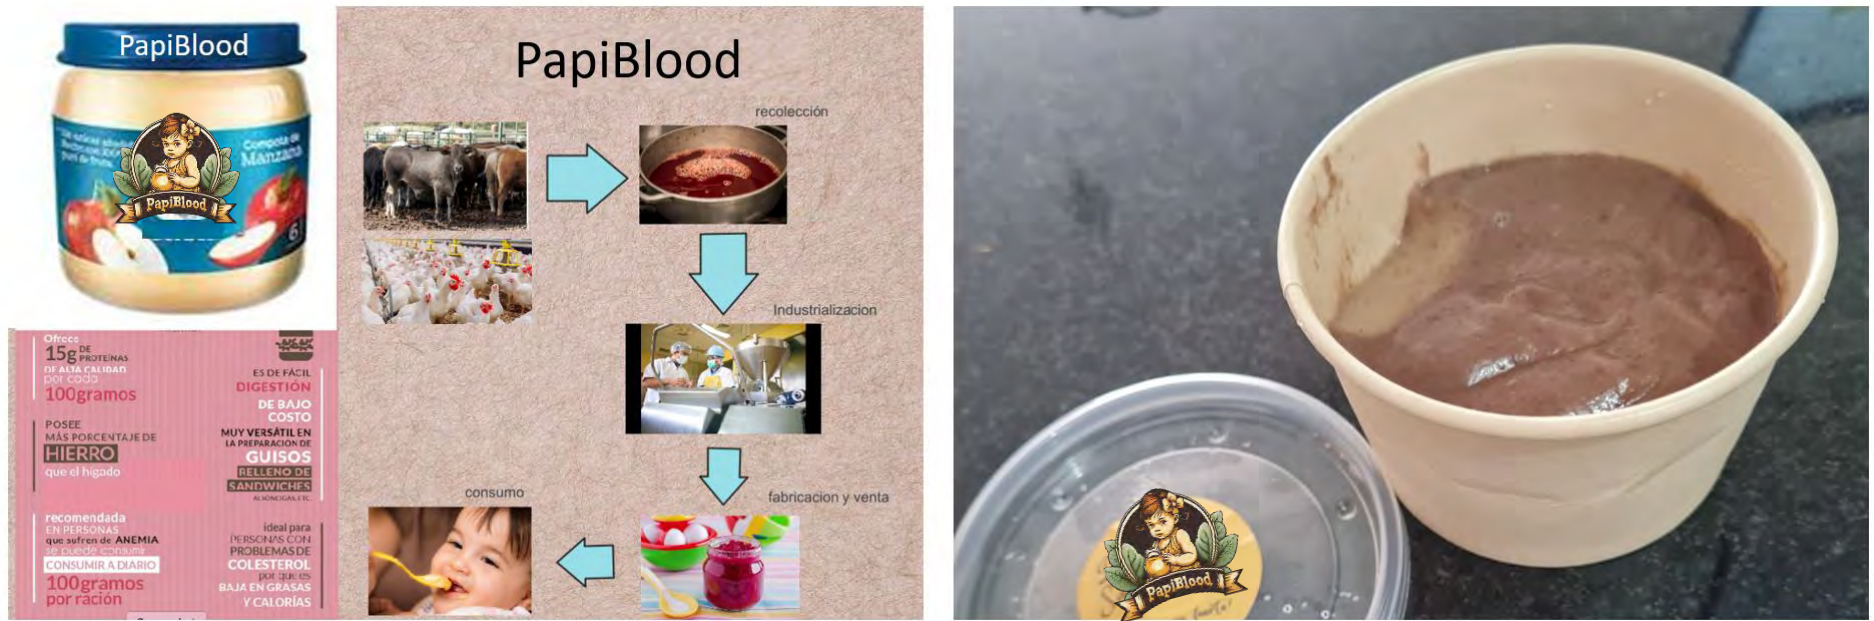 PapiBlood
Compota de
Manzana
PapiBlood
6
Ofrece
15g DE PROTEÍNAS
DE ALTA CALIDAD
por cada
100gramos
POSEE
MÁS PORCENTAJE DE
HIERRO
que el hígado
recomendada
EN PERSONAS
que sufren de ANEMIA
se puede consumir
CONSUMIR A DIARIO
100gramos
por ración
ES DE FÁCIL
DIGESTIÓN
DE BAJO
COSTO
MUY VERSÁTIL EN
LA PREPARACIÓN DE
GUISOS
RELLENO DE
SANDWICHES
ideal para
PERSONAS CON
PROBLEMAS DE
COLESTEROL
por que es
BAJA EN GRASAS
Y CALORÍAS
PapiBlood
recolección
Industrializacion
fabricacion y venta
consumo
PapiBlood